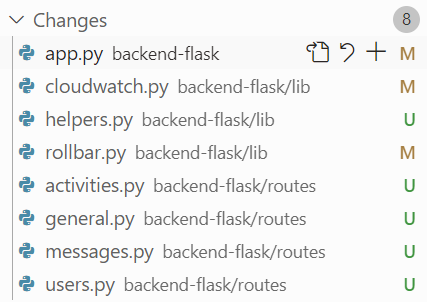 Changes 8
app.py backend-flask M
cloudwatch.py backend-flask/lib M
helpers.py backend-flask/lib U
rollbar.py backend-flask/lib M
activities.py backend-flask/routes U
general.py backend-flask/routes U
messages.py backend-flask/routes U
users.py backend-flask/routes U